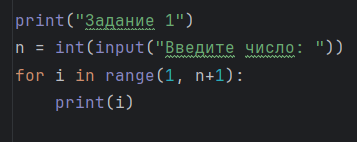 print("Задание 1")
n = int(input("Введите число: "))
for i in range(1, n+1):
    print(i)